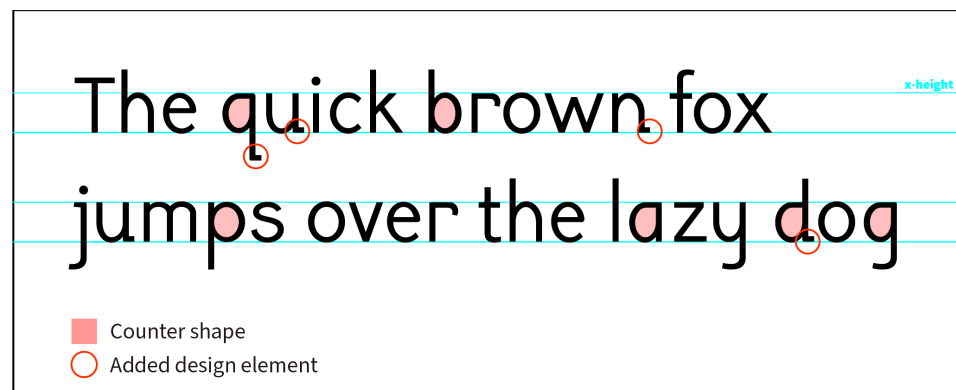 The quick brown fox
x-height
jumps over the lazy dog
Counter shape
Added design element